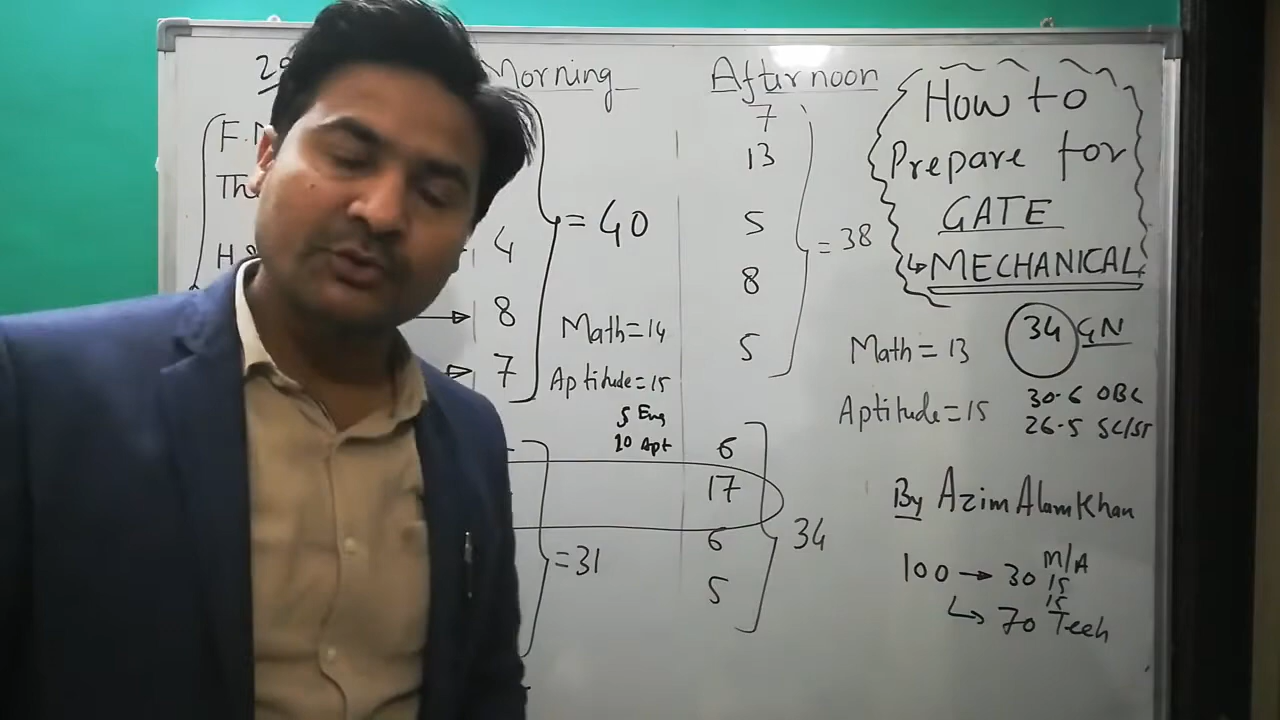 Morning
Afternoon
7
13
5
8
5
= 38
F.
Th
H
4
8
7
= 40
Math = 14
Aptitude = 15
5 Eng
10 Apt
= 31
6
17
6
5
34
How to
Prepare for
GATE
↳ MECHANICAL
34 GN
Math = 13
30.6 OBC
Aptitude = 15
26.5 SC/ST
By Azim Alam Khan
100 → 30 M/A
15
15
↳ 70 Tech